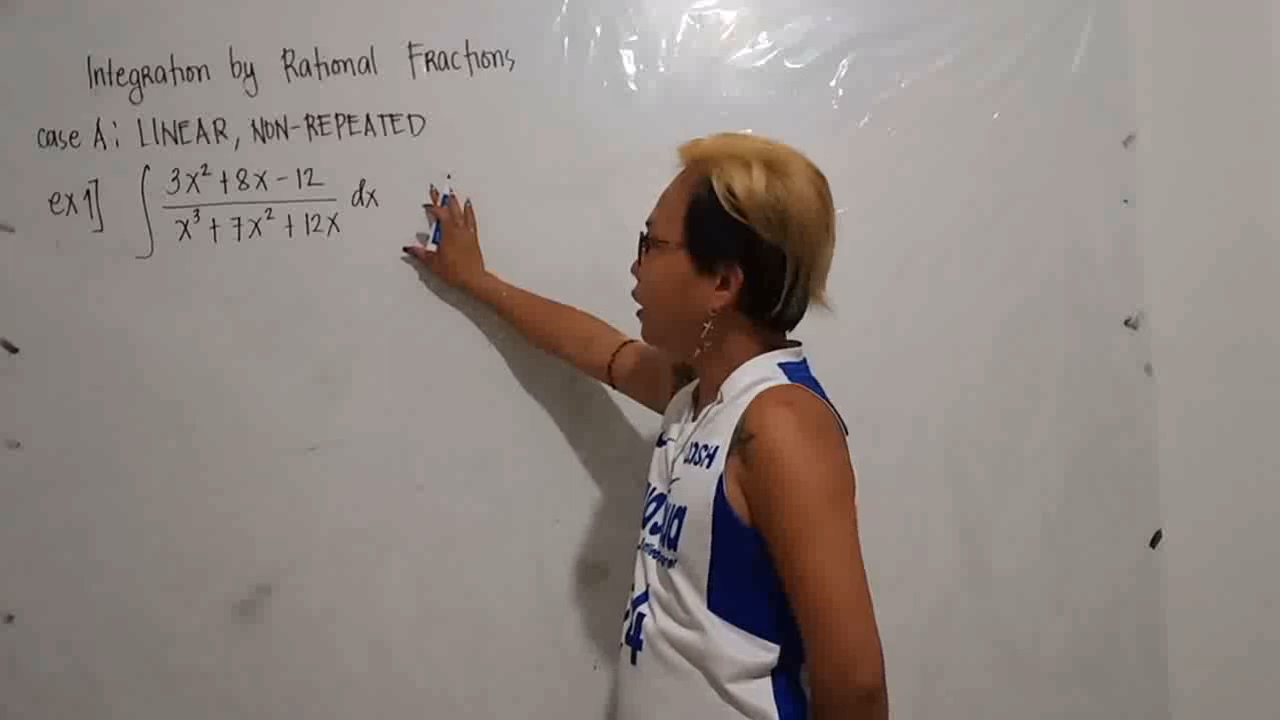 Integration by Rational Fractions
case A: LINEAR, NON-REPEATED
ex 1] ∫ (3x² + 8x - 12)/(x³ + 7x² + 12x) dx